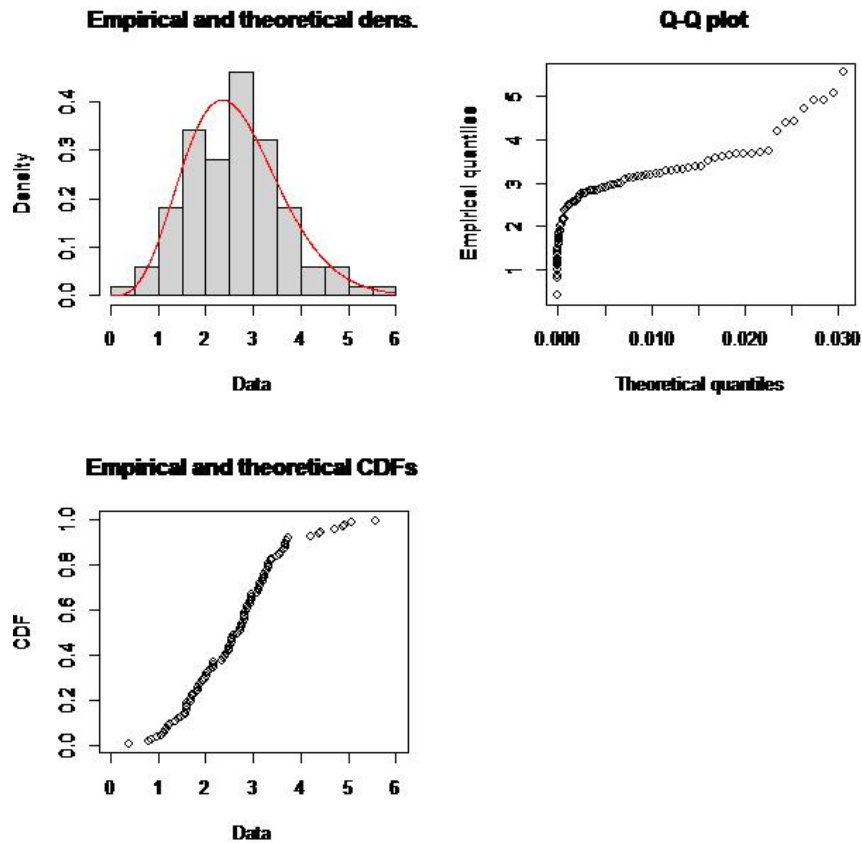 Empirical and theoretical dens.
Density
0.0 0.1 0.2 0.3 0.4
0 1 2 3 4 5 6
Data
Q-Q plot
Empirical quantiles
1 2 3 4 5
0.000 0.010 0.020 0.030
Theoretical quantiles
Empirical and theoretical CDFs
CDF
0.0 0.2 0.4 0.6 0.8 1.0
0 1 2 3 4 5 6
Data